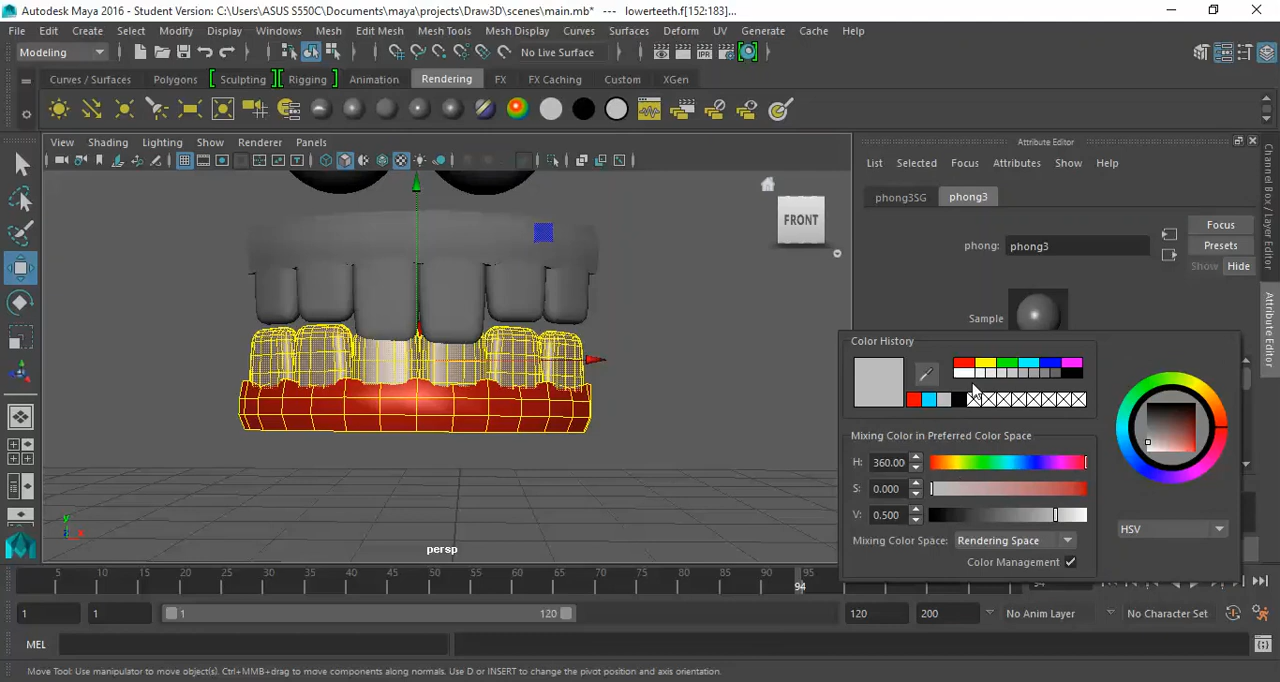 Autodesk Maya 2016 - Student Version: C:\Users\ASUS S550C\Documents\maya\projects\Draw3D\scenes\main.mb* --- lowerteeth.f[152:183]...
File Edit Create Select Modify Display Windows Mesh Edit Mesh Mesh Tools Mesh Display Curves Surfaces Deform UV Generate Cache Help
Modeling No Live Surface
Curves / Surfaces Polygons Sculpting Rigging Animation Rendering FX FX Caching Custom XGen
View Shading Lighting Show Renderer Panels
Attribute Editor
List Selected Focus Attributes Show Help
phong3SG phong3
Focus
phong: phong3 Presets
Show Hide
Sample
FRONT
Color History
Mixing Color in Preferred Color Space
H: 360.00
S: 0.000
V: 0.500
HSV
Mixing Color Space: Rendering Space
Color Management
persp
y
x
Channel Box / Layer Editor
Attribute Editor
5 10 15 20 25 30 35 40 45 50 55 60 65 70 75 80 85 90 95
94
1 1 1 120 120 200 No Anim Layer No Character Set
MEL
Move Tool: Use manipulator to move object(s). Ctrl+MMB+drag to move components along normals. Use D or INSERT to change the pivot position and axis orientation.